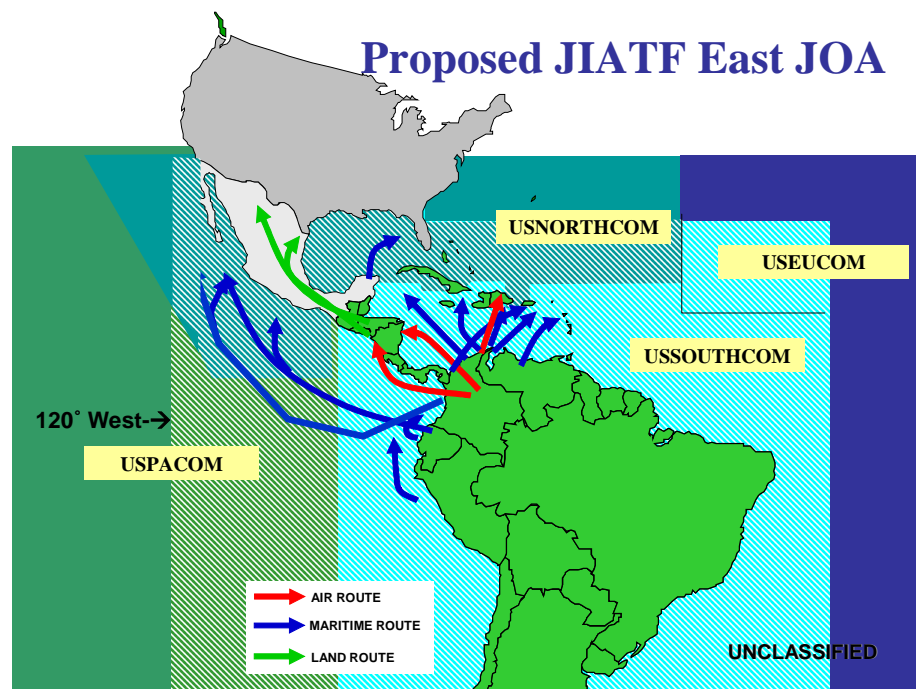 Proposed JIATF East JOA
USNORTHCOM
USEUCOM
USSOUTHCOM
120˚ West-→
USPACOM
AIR ROUTE
MARITIME ROUTE
LAND ROUTE
UNCLASSIFIED